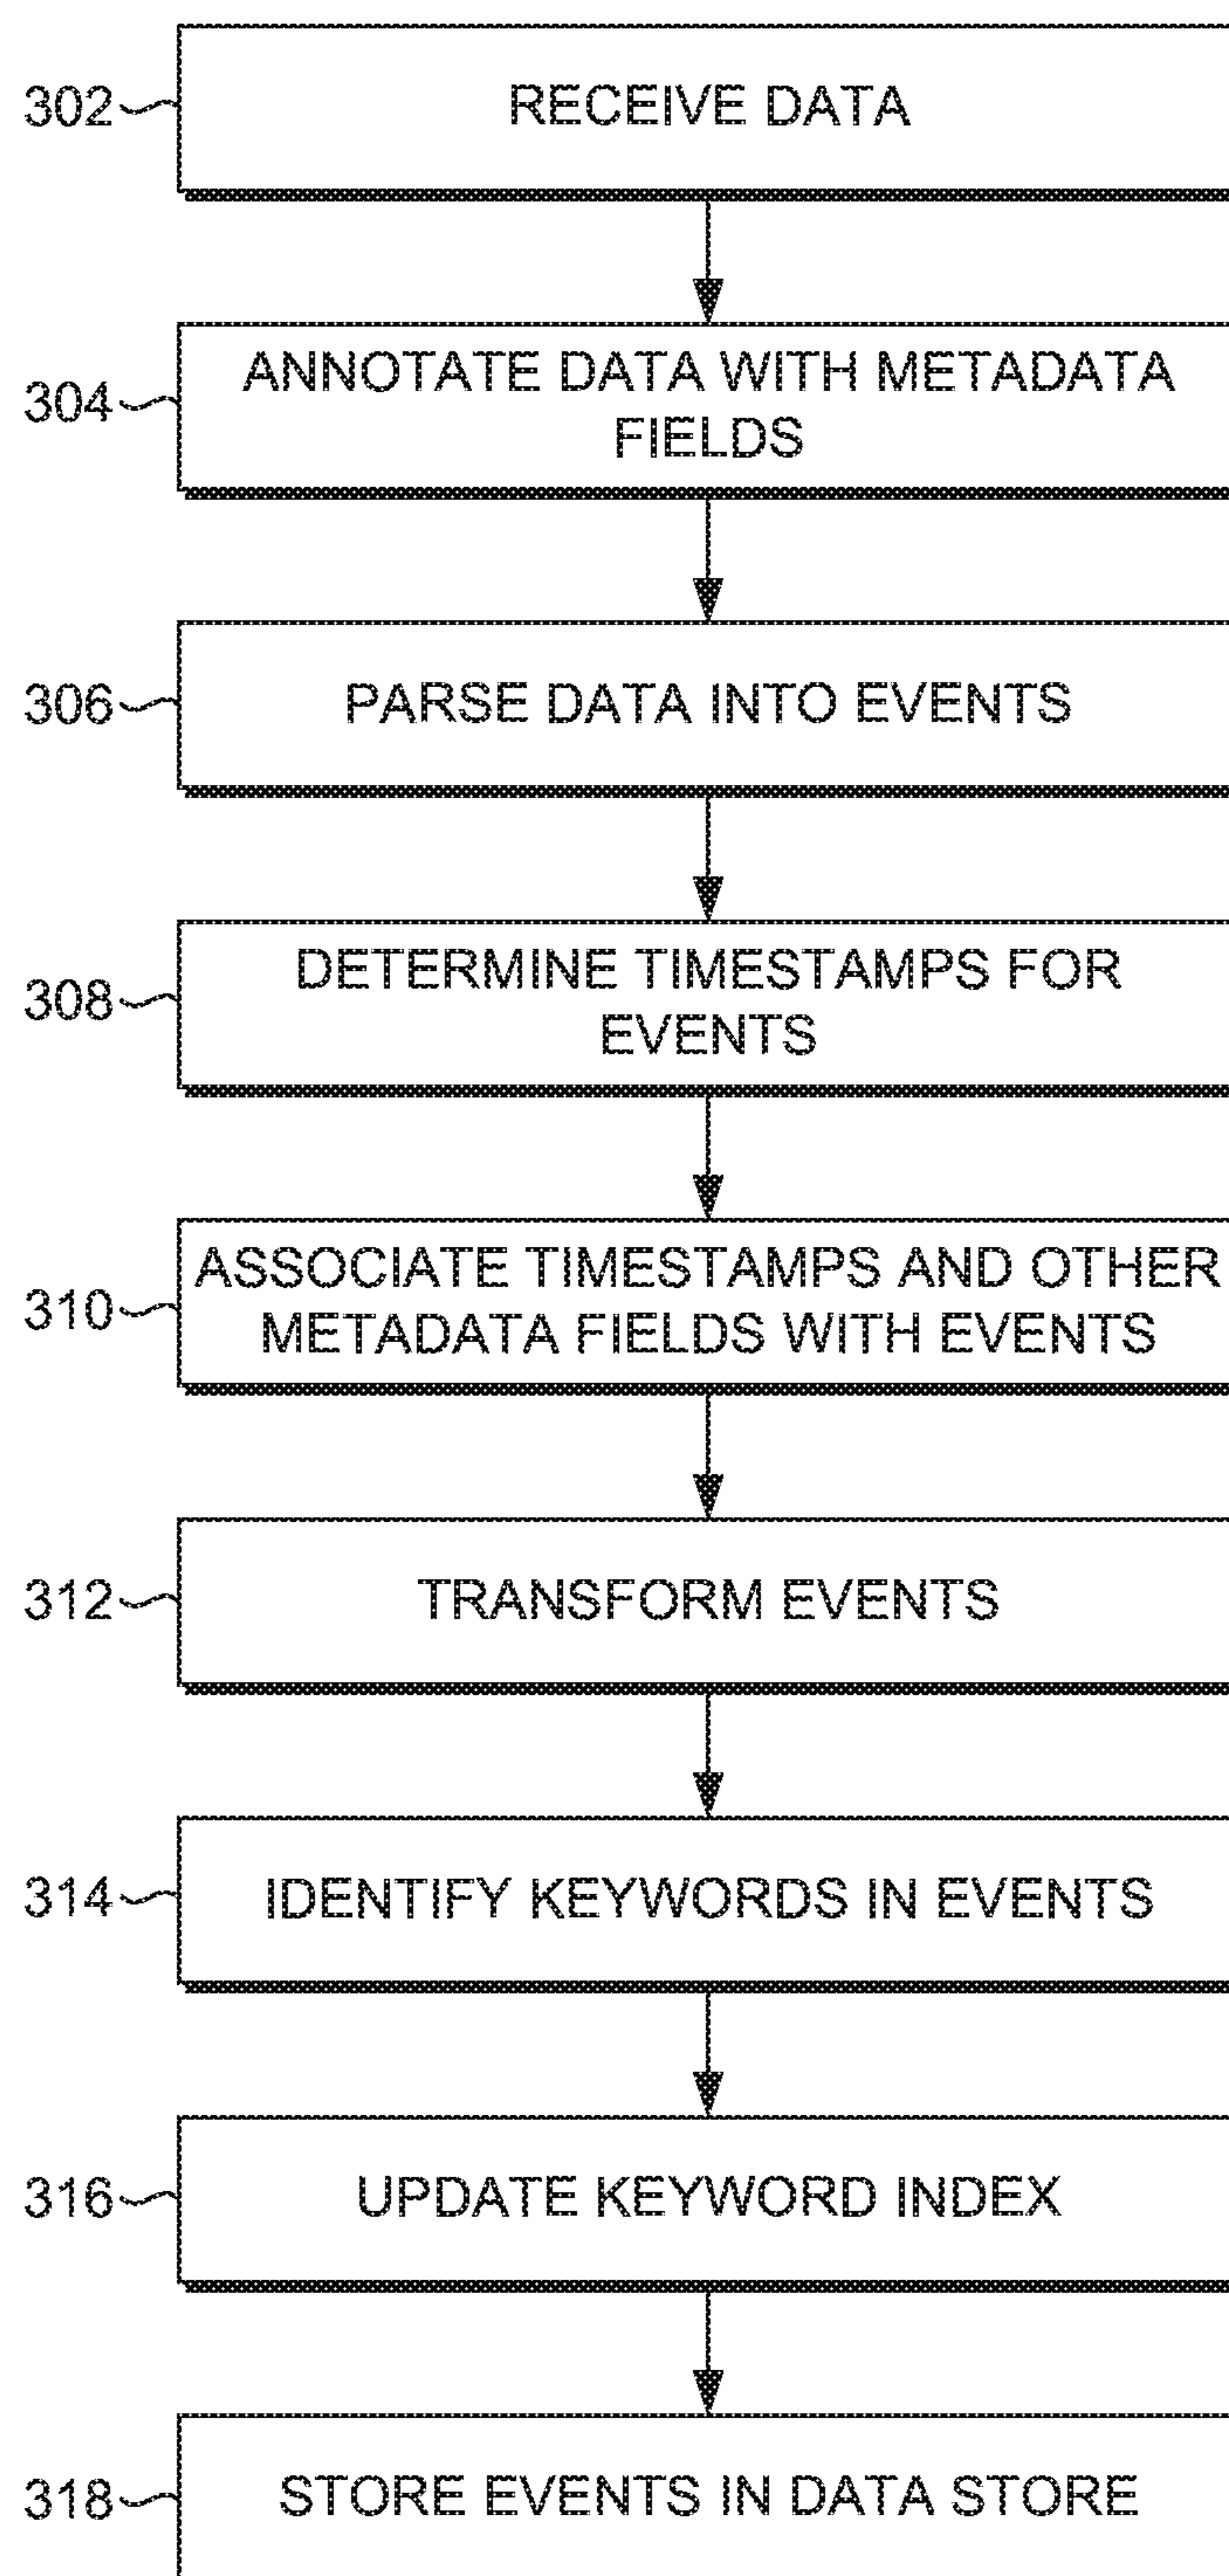 302
RECEIVE DATA
304
ANNOTATE DATA WITH METADATA
FIELDS
306
PARSE DATA INTO EVENTS
308
DETERMINE TIMESTAMPS FOR
EVENTS
310
ASSOCIATE TIMESTAMPS AND OTHER
METADATA FIELDS WITH EVENTS
312
TRANSFORM EVENTS
314
IDENTIFY KEYWORDS IN EVENTS
316
UPDATE KEYWORD INDEX
318
STORE EVENTS IN DATA STORE